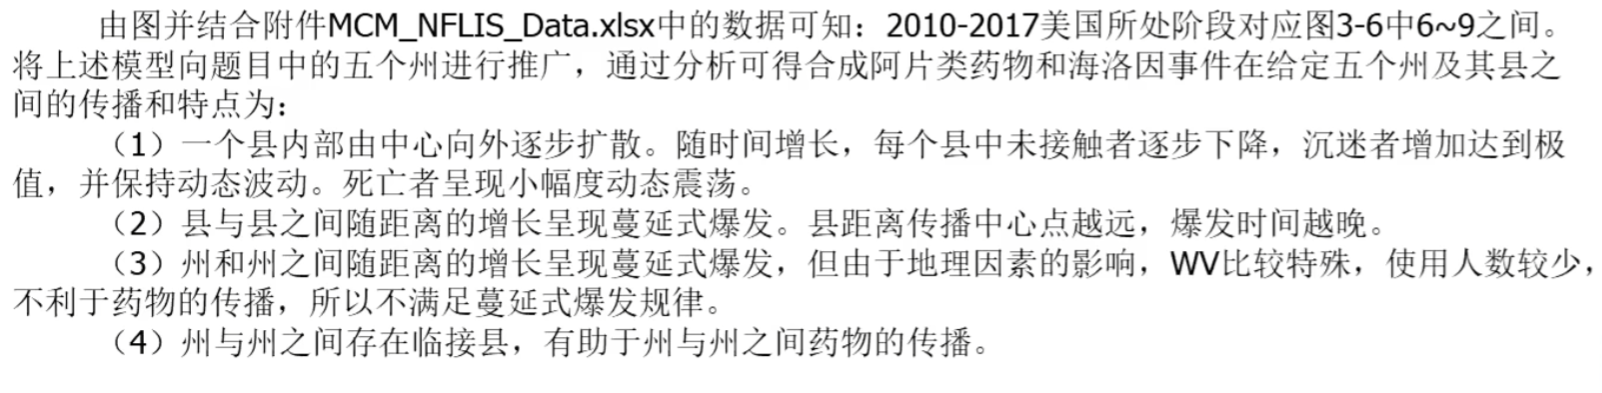 由图并结合附件MCM_NFLIS_Data.xlsx中的数据可知：2010-2017美国所处阶段对应图3-6中6~9之间。
将上述模型向题目中的五个州进行推广，通过分析可得合成阿片类药物和海洛因事件在给定五个州及其县之
间的传播和特点为：
（1）一个县内部由中心向外逐步扩散。随时间增长，每个县中未接触者逐步下降，沉迷者增加达到极
值，并保持动态波动。死亡者呈现小幅度动态震荡。
（2）县与县之间随距离的增长呈现蔓延式爆发。县距离传播中心点越远，爆发时间越晚。
（3）州和州之间随距离的增长呈现蔓延式爆发，但由于地理因素的影响，WV比较特殊，使用人数较少，
不利于药物的传播，所以不满足蔓延式爆发规律。
（4）州与州之间存在临接县，有助于州与州之间药物的传播。